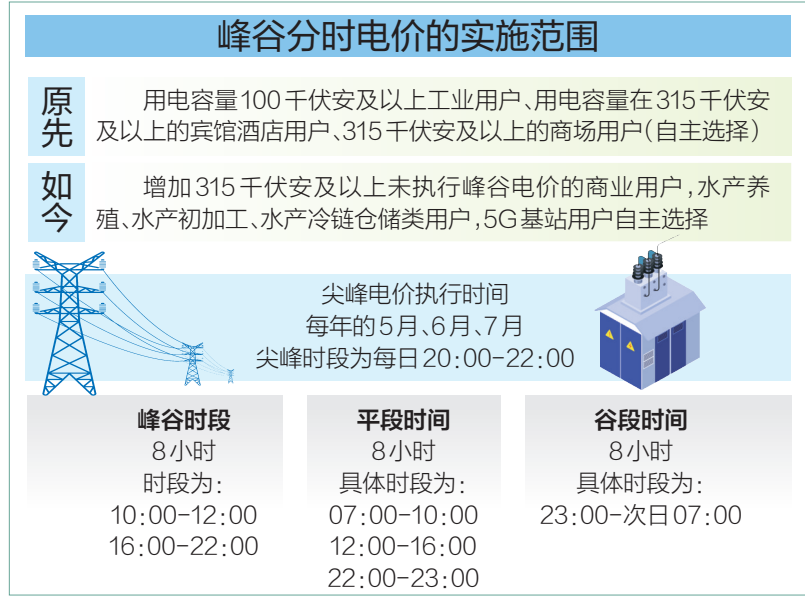 峰谷分时电价的实施范围
原先
用电容量100千伏安及以上工业用户、用电容量在315千伏安
及以上的宾馆酒店用户、315千伏安及以上的商场用户(自主选择)
如今
增加315千伏安及以上未执行峰谷电价的商业用户,水产养
殖、水产初加工、水产冷链仓储类用户,5G基站用户自主选择
尖峰电价执行时间
每年的5月、6月、7月
尖峰时段为每日20:00-22:00
峰谷时段
8小时
时段为:
10:00-12:00
16:00-22:00
平段时间
8小时
具体时段为:
07:00-10:00
12:00-16:00
22:00-23:00
谷段时间
8小时
具体时段为:
23:00-次日07:00